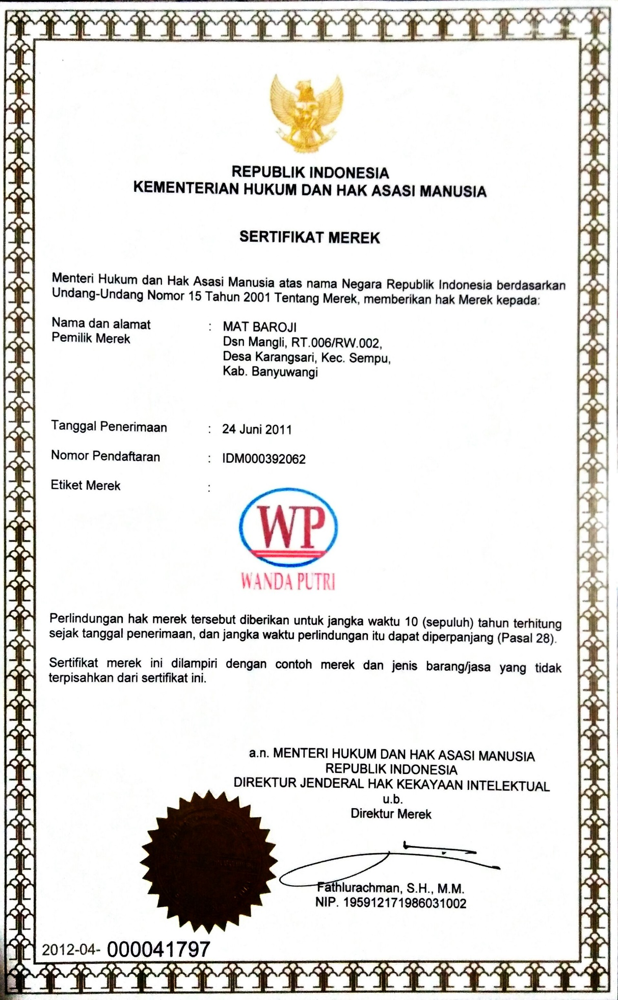 REPUBLIK INDONESIA
KEMENTERIAN HUKUM DAN HAK ASASI MANUSIA
SERTIFIKAT MEREK
Menteri Hukum dan Hak Asasi Manusia atas nama Negara Republik Indonesia berdasarkan
Undang-Undang Nomor 15 Tahun 2001 Tentang Merek, memberikan hak Merek kepada:
Nama dan alamat : MAT BAROJI
Pemilik Merek Dsn Mangli, RT.006/RW.002,
Desa Karangsari, Kec. Sempu,
Kab. Banyuwangi
Tanggal Penerimaan : 24 Juni 2011
Nomor Pendaftaran : IDM000392062
Etiket Merek :
WP
WANDA PUTRI
Perlindungan hak merek tersebut diberikan untuk jangka waktu 10 (sepuluh) tahun terhitung
sejak tanggal penerimaan, dan jangka waktu perlindungan itu dapat diperpanjang (Pasal 28).
Sertifikat merek ini dilampiri dengan contoh merek dan jenis barang/jasa yang tidak
terpisahkan dari sertifikat ini.
a.n. MENTERI HUKUM DAN HAK ASASI MANUSIA
REPUBLIK INDONESIA
DIREKTUR JENDERAL HAK KEKAYAAN INTELEKTUAL
u.b.
Direktur Merek
Fathlurachman, S.H., M.M.
NIP. 195912171986031002
2012-04- 000041797